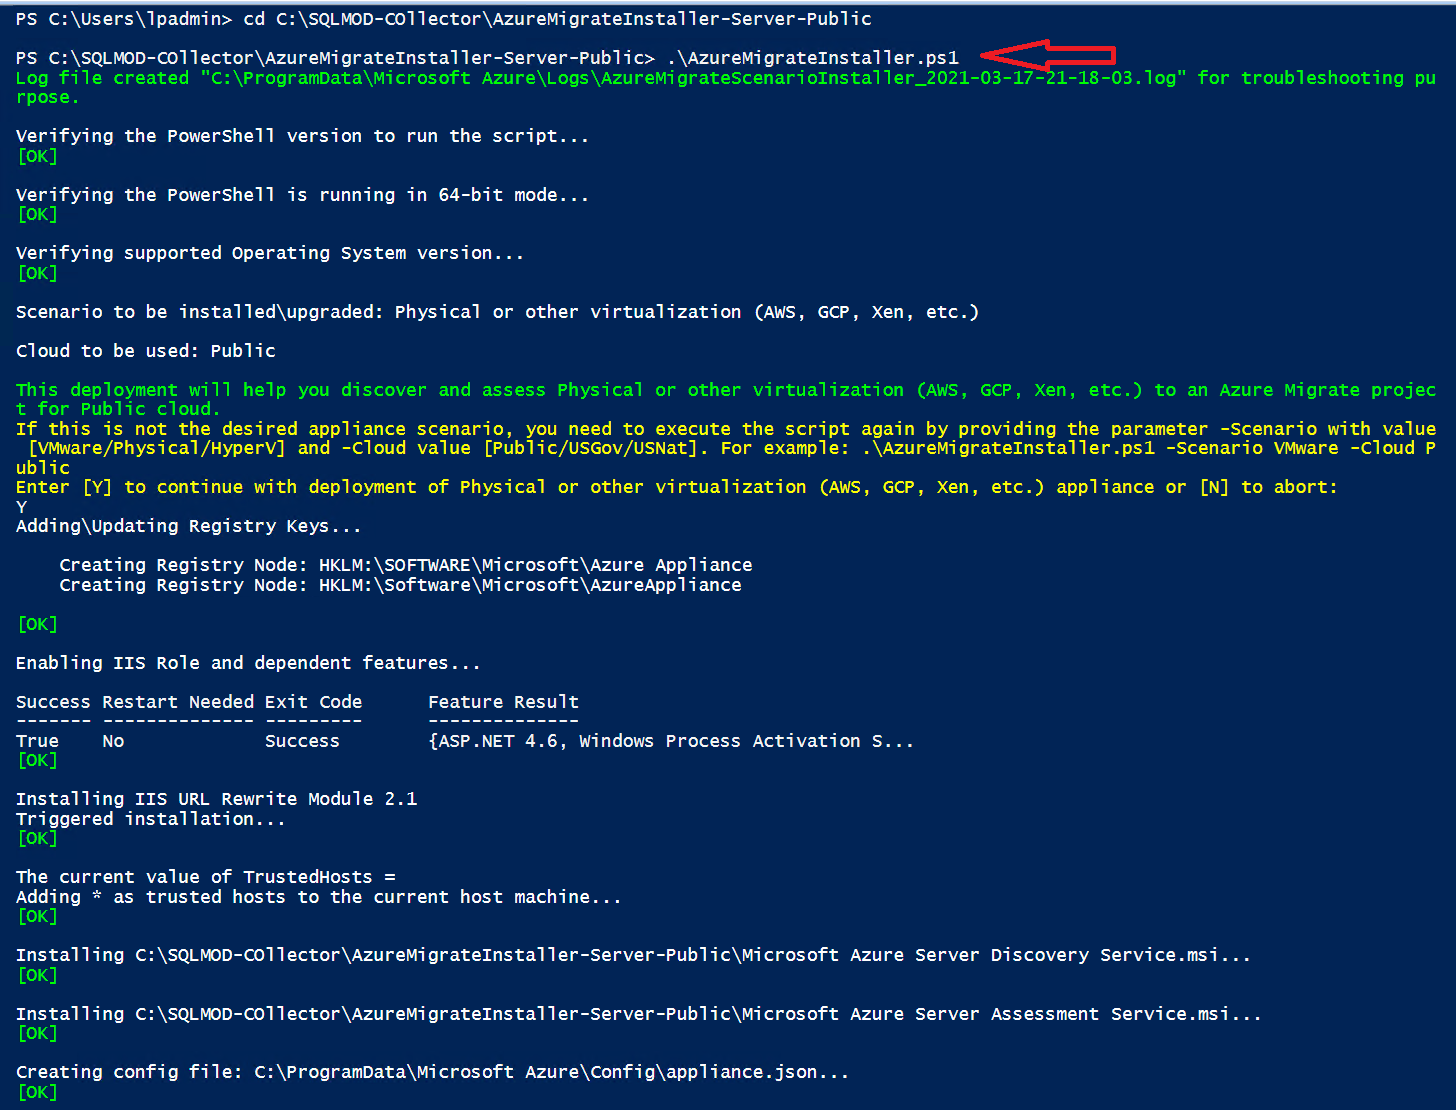 PS C:\Users\lpadmin> cd C:\SQLMOD-COllector\AzureMigrateInstaller-Server-Public
PS C:\SQLMOD-COllector\AzureMigrateInstaller-Server-Public> .\AzureMigrateInstaller.ps1
Log file created "C:\ProgramData\Microsoft Azure\Logs\AzureMigrateScenarioInstaller_2021-03-17-21-18-03.log" for troubleshooting pu
rpose.
Verifying the PowerShell version to run the script...
[OK]
Verifying the PowerShell is running in 64-bit mode...
[OK]
Verifying supported Operating System version...
[OK]
Scenario to be installed\upgraded: Physical or other virtualization (AWS, GCP, Xen, etc.)
Cloud to be used: Public
This deployment will help you discover and assess Physical or other virtualization (AWS, GCP, Xen, etc.) to an Azure Migrate projec
t for Public cloud.
If this is not the desired appliance scenario, you need to execute the script again by providing the parameter -Scenario with value
[VMware/Physical/HyperV] and -Cloud value [Public/USGov/USNat]. For example: .\AzureMigrateInstaller.ps1 -Scenario VMware -Cloud P
ublic
Enter [Y] to continue with deployment of Physical or other virtualization (AWS, GCP, Xen, etc.) appliance or [N] to abort:
Y
Adding\Updating Registry Keys...
Creating Registry Node: HKLM:\SOFTWARE\Microsoft\Azure Appliance
Creating Registry Node: HKLM:\Software\Microsoft\AzureAppliance
[OK]
Enabling IIS Role and dependent features...
Success Restart Needed Exit Code      Feature Result
------- -------------- ---------      --------------
True    No             Success        {ASP.NET 4.6, Windows Process Activation S...
[OK]
Installing IIS URL Rewrite Module 2.1
Triggered installation...
[OK]
The current value of TrustedHosts =
Adding * as trusted hosts to the current host machine...
[OK]
Installing C:\SQLMOD-COllector\AzureMigrateInstaller-Server-Public\Microsoft Azure Server Discovery Service.msi...
[OK]
Installing C:\SQLMOD-COllector\AzureMigrateInstaller-Server-Public\Microsoft Azure Server Assessment Service.msi...
[OK]
Creating config file: C:\ProgramData\Microsoft Azure\Config\appliance.json...
[OK]